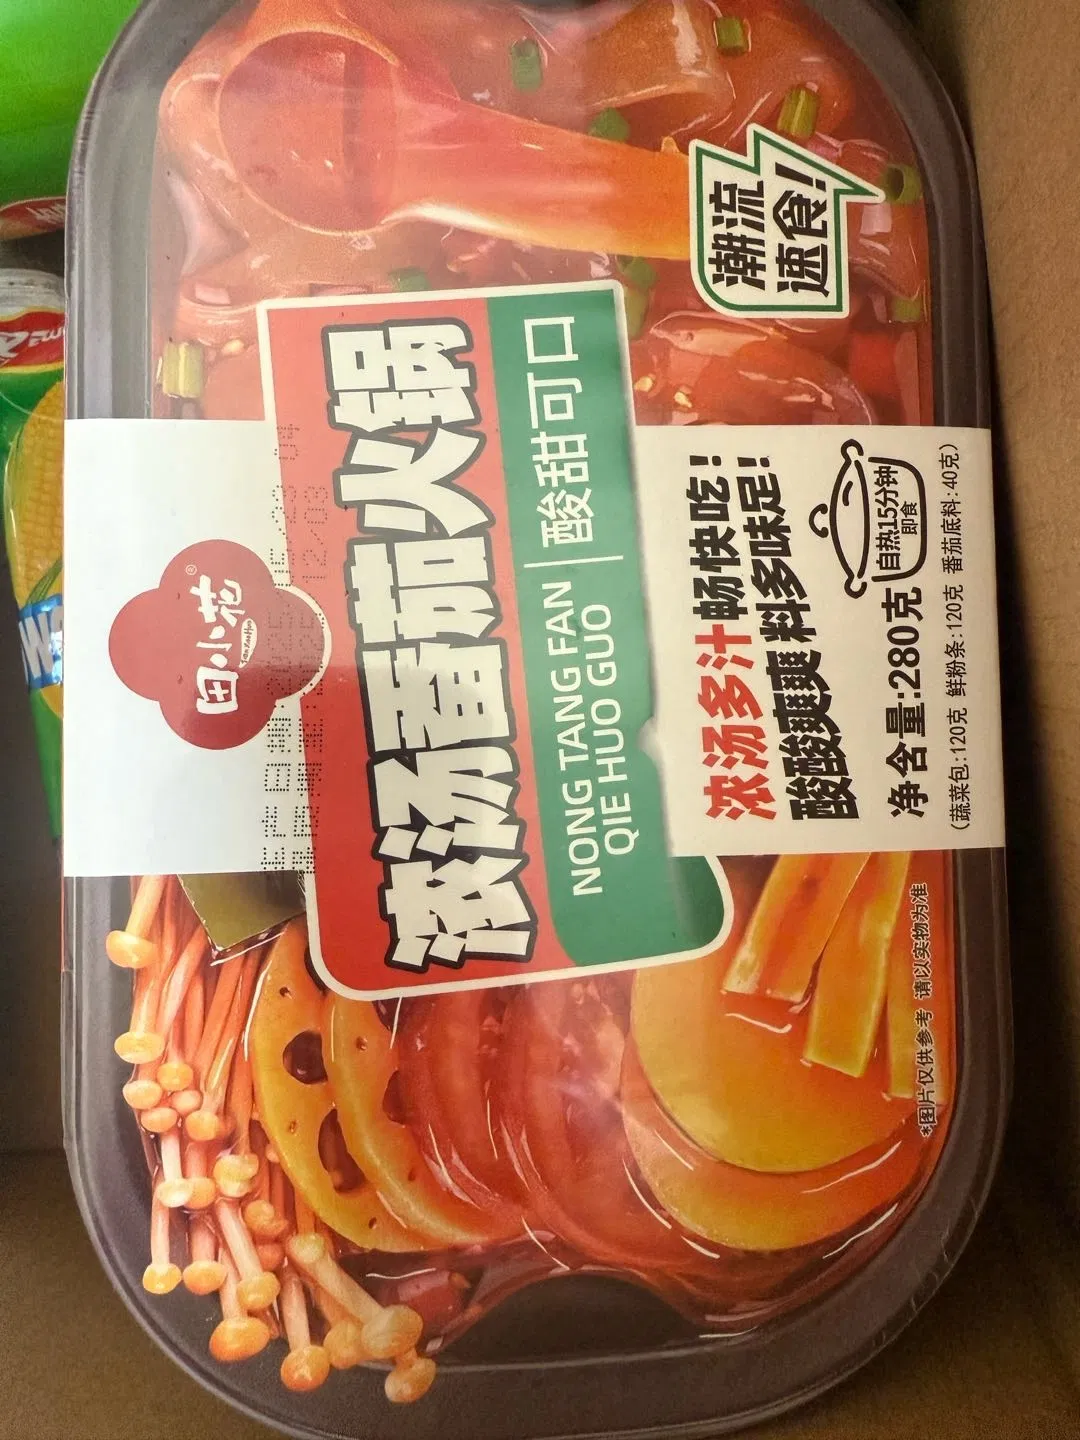 潮流
速食!
浓汤番茄火锅
NONG TANG FAN
QIE HUO GUO
酸甜可口
田小花
®
TianXiaoHua
浓汤多汁 畅快吃!
酸酸爽爽 料多味足!
自热15分钟
即食
净含量:280克
(蔬菜包:120克 鲜粉条:120克 番茄底料:40克)
*图片仅供参考 请以实物为准